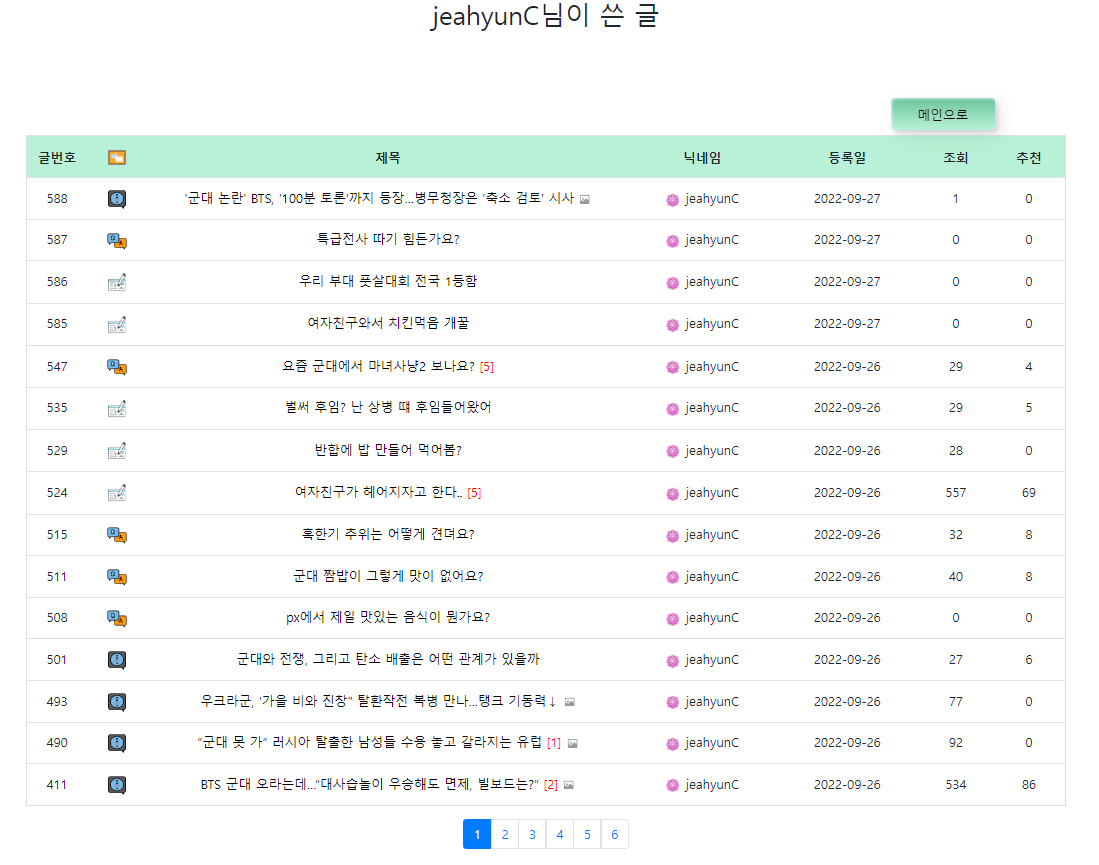 jeahyunC님이 쓴 글
메인으로
글번호 제목 닉네임 등록일 조회 추천
588 '군대 논란' BTS, '100분 토론'까지 등장...병무청장은 '축소 검토' 시사 jeahyunC 2022-09-27 1 0
587 특급전사 따기 힘든가요? jeahyunC 2022-09-27 0 0
586 우리 부대 풋살대회 전국 1등함 jeahyunC 2022-09-27 0 0
585 여자친구와서 치킨먹음 개꿀 jeahyunC 2022-09-27 0 0
547 요즘 군대에서 마녀사냥2 보나요? [5] jeahyunC 2022-09-26 29 4
535 벌써 후임? 난 상병 떄 후임들어왔어 jeahyunC 2022-09-26 29 5
529 반합에 밥 만들어 먹어봄? jeahyunC 2022-09-26 28 0
524 여자친구가 헤어지자고 한다.. [5] jeahyunC 2022-09-26 557 69
515 혹한기 추위는 어떻게 견뎌요? jeahyunC 2022-09-26 32 8
511 군대 짬밥이 그렇게 맛이 없어요? jeahyunC 2022-09-26 40 8
508 px에서 제일 맛있는 음식이 뭔가요? jeahyunC 2022-09-26 0 0
501 군대와 전쟁, 그리고 탄소 배출은 어떤 관계가 있을까 jeahyunC 2022-09-26 27 6
493 우크라군, '가을 비와 진창" 탈환작전 복병 만나...탱크 기동력↓ jeahyunC 2022-09-26 77 0
490 “군대 못 가” 러시아 탈출한 남성들 수용 놓고 갈라지는 유럽 [1] jeahyunC 2022-09-26 92 0
411 BTS 군대 오라는데…“대사습놀이 우승해도 면제, 빌보드는?” [2] jeahyunC 2022-09-26 534 86
1 2 3 4 5 6